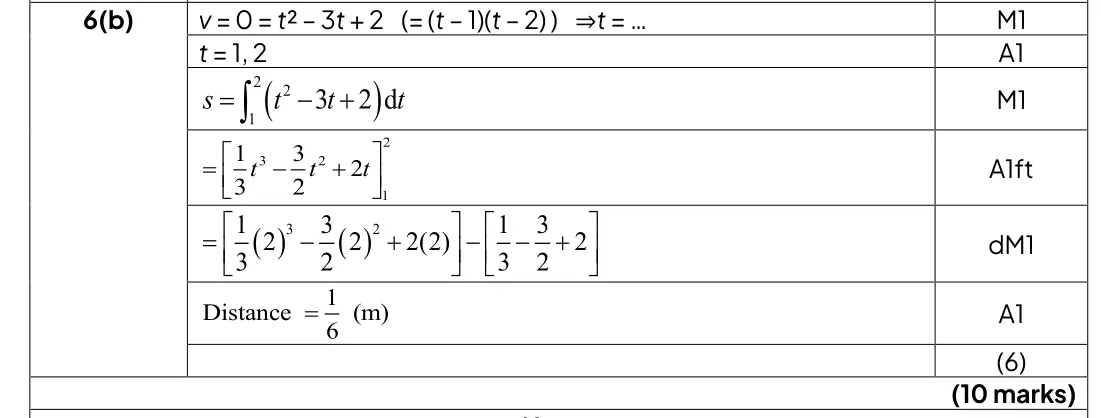 6(b) v = 0 = t² – 3t + 2 (= (t – 1)(t – 2)) ⇒t = ... M1
t = 1, 2 A1
s = ∫₁² (t² − 3t + 2) dt M1
= [1/3 t³ − 3/2 t² + 2t]₁² A1ft
= [1/3 (2)³ − 3/2 (2)² + 2(2)] − [1/3 − 3/2 + 2] dM1
Distance = 1/6 (m) A1
(6)
(10 marks)